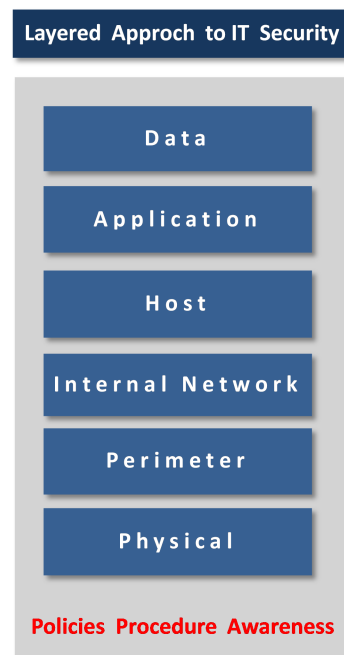 Layered Approch to IT Security
Data
Application
Host
Internal Network
Perimeter
Physical
Policies Procedure Awareness